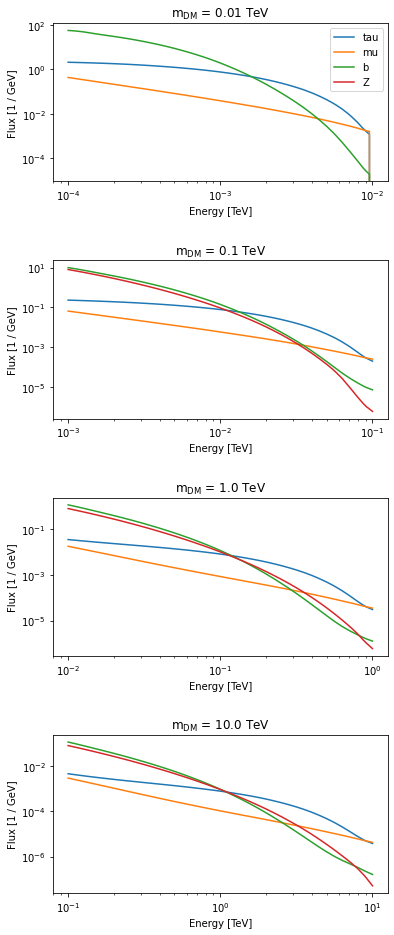 m_DM = 0.01 TeV
10^2
10^0
10^−2
10^−4
Flux [1 / GeV]
tau
mu
b
Z
10^−4
10^−3
10^−2
Energy [TeV]
m_DM = 0.1 TeV
10^1
10^−1
10^−3
10^−5
Flux [1 / GeV]
10^−3
10^−2
10^−1
Energy [TeV]
m_DM = 1.0 TeV
10^−1
10^−3
10^−5
Flux [1 / GeV]
10^−2
10^−1
10^0
Energy [TeV]
m_DM = 10.0 TeV
10^−2
10^−4
10^−6
Flux [1 / GeV]
10^−1
10^0
10^1
Energy [TeV]